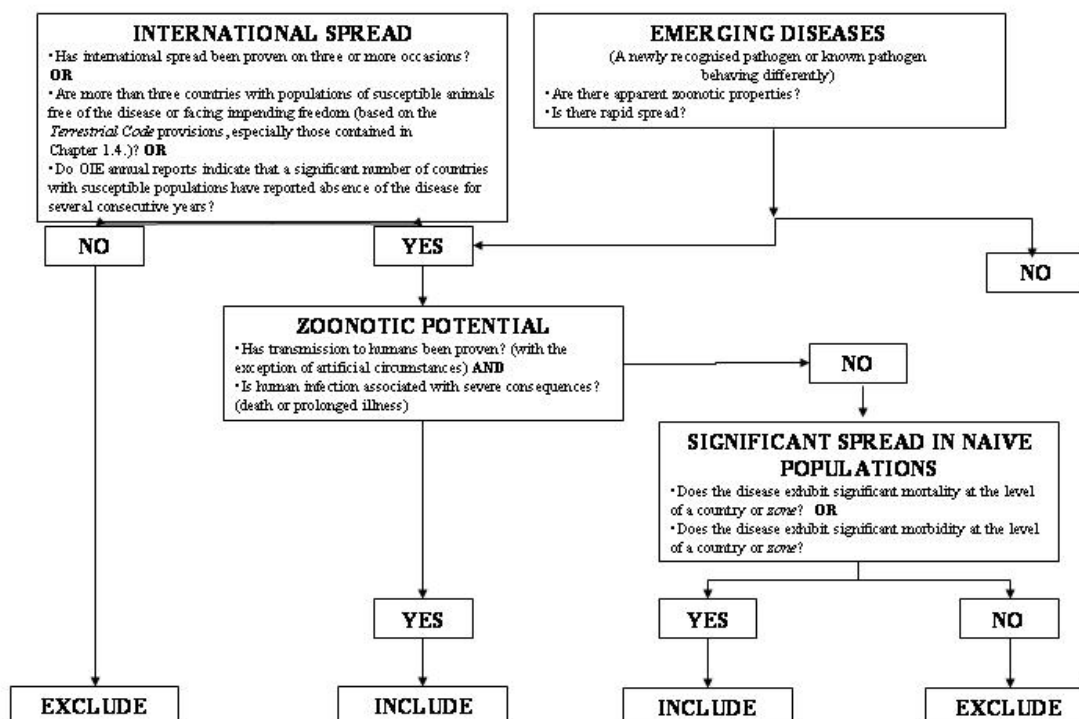 INTERNATIONAL SPREAD
•Has international spread been proven on three or more occasions?
OR
•Are more than three countries with populations of susceptible animals
free of the disease or facing impending freedom (based on the
Terrestrial Code provisions, especially those contained in
Chapter 1.4.)? OR
•Do OIE annual reports indicate that a significant number of countries
with susceptible populations have reported absence of the disease for
several consecutive years?
EMERGING DISEASES
(A newly recognised pathogen or known pathogen
behaving differently)
•Are there apparent zoonotic properties?
•Is there rapid spread?
NO
YES
NO
ZOONOTIC POTENTIAL
•Has transmission to humans been proven? (with the
exception of artificial circumstances) AND
•Is human infection associated with severe consequences?
(death or prolonged illness)
NO
SIGNIFICANT SPREAD IN NAIVE
POPULATIONS
•Does the disease exhibit significant mortality at the level
of a country or zone? OR
•Does the disease exhibit significant morbidity at the level
of a country or zone?
YES
YES
NO
EXCLUDE
INCLUDE
INCLUDE
EXCLUDE